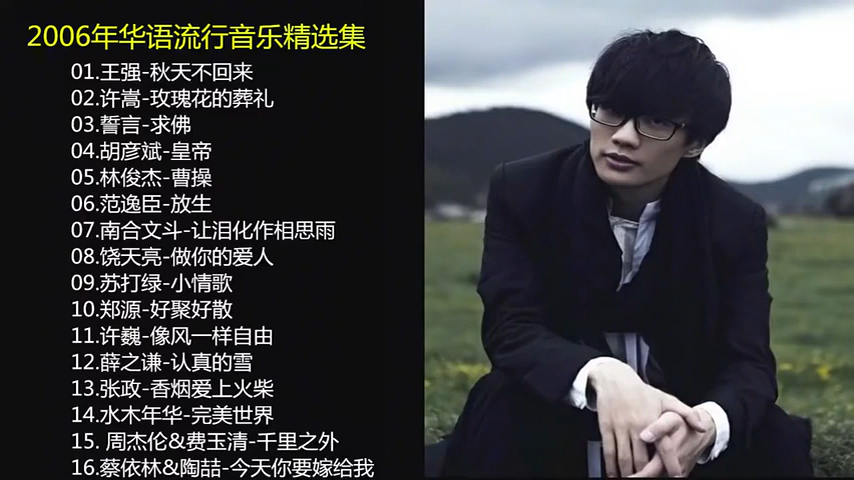 2006年华语流行音乐精选集
01.王强-秋天不回来
02.许嵩-玫瑰花的葬礼
03.誓言-求佛
04.胡彦斌-皇帝
05.林俊杰-曹操
06.范逸臣-放生
07.南合文斗-让泪化作相思雨
08.饶天亮-做你的爱人
09.苏打绿-小情歌
10.郑源-好聚好散
11.许巍-像风一样自由
12.薛之谦-认真的雪
13.张政-香烟爱上火柴
14.水木年华-完美世界
15. 周杰伦&费玉清-千里之外
16.蔡依林&陶喆-今天你要嫁给我